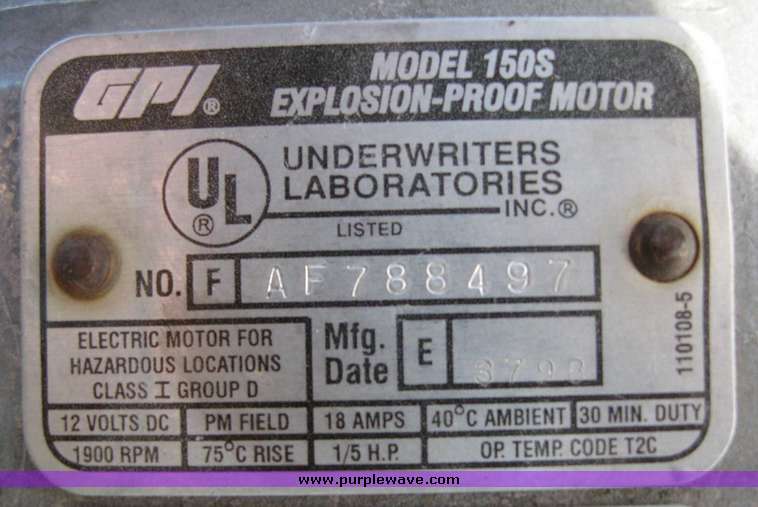 GPI® MODEL 150S
EXPLOSION-PROOF MOTOR
UL® UNDERWRITERS
LABORATORIES
INC.®
LISTED
NO. F AF788497
ELECTRIC MOTOR FOR
HAZARDOUS LOCATIONS
CLASS I GROUP D
Mfg.
Date E
110108-5
12 VOLTS DC PM FIELD 18 AMPS 40°C AMBIENT 30 MIN. DUTY
1900 RPM 75°C RISE 1/5 H.P. OP. TEMP. CODE T2C
www.purplewave.com